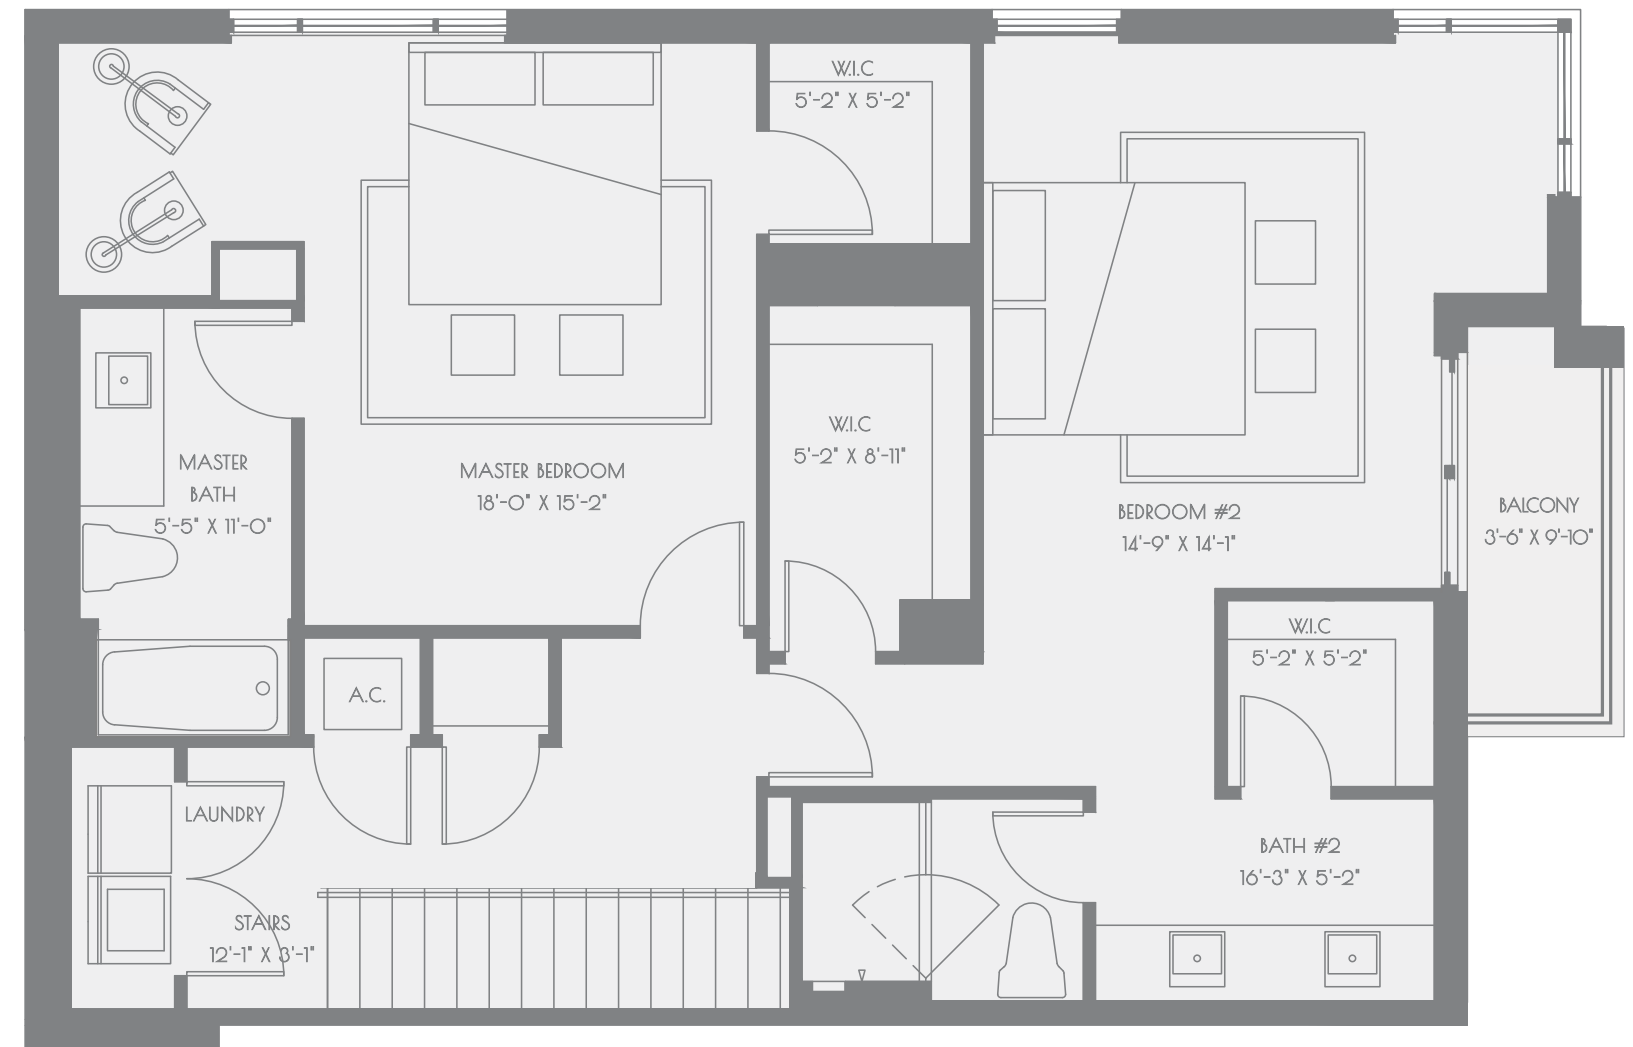 W.I.C
5'-2" X 5'-2"
W.I.C
5'-2" X 8'-11"
MASTER
BATH
5'-5" X 11'-0"
MASTER BEDROOM
18'-0" X 15'-2"
BEDROOM #2
14'-9" X 14'-1"
BALCONY
3'-6" X 9'-10"
W.I.C
5'-2" X 5'-2"
A.C.
LAUNDRY
BATH #2
16'-3" X 5'-2"
STAIRS
12'-1" X 3'-1"